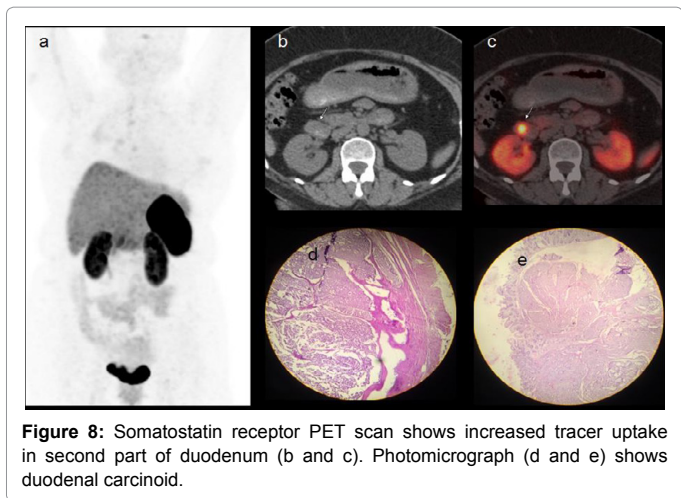 a
b
c
d
e
Figure 8: Somatostatin receptor PET scan shows increased tracer uptake
in second part of duodenum (b and c). Photomicrograph (d and e) shows
duodenal carcinoid.